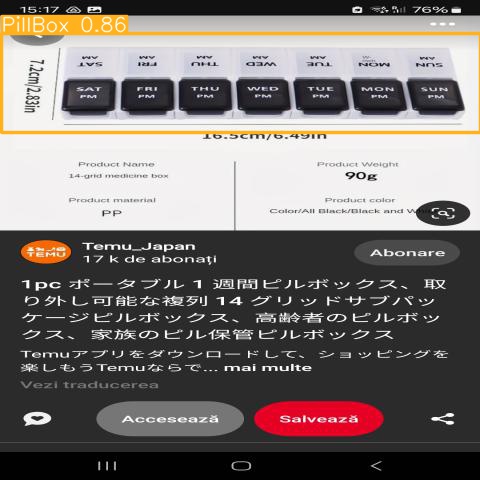 15:17
76%
PillBox 0.86
SAT AM FRI AM THU AM WED AM TUE AM MON AM SUN AM
SAT PM FRI PM THU PM WED PM TUE PM MON PM SUN PM
7.2cm/2.83in
16.5cm/6.49in
Product Name
14-grid medicine box
Product Weight
90g
Product material
PP
Product color
Color/All Black/Black and
Temu_Japan
17 k de abonați
Abonare
TEMU
1pc ポータブル 1 週間ピルボックス、取
り外し可能な複列 14 グリッドサブパッ
ケージピルボックス、高齢者のピルボッ
クス、家族のピル保管ピルボックス
Temuアプリをダウンロードして、ショッピングを
楽しもうTemuならで... mai multe
Vezi traducerea
Accesează
Salvează